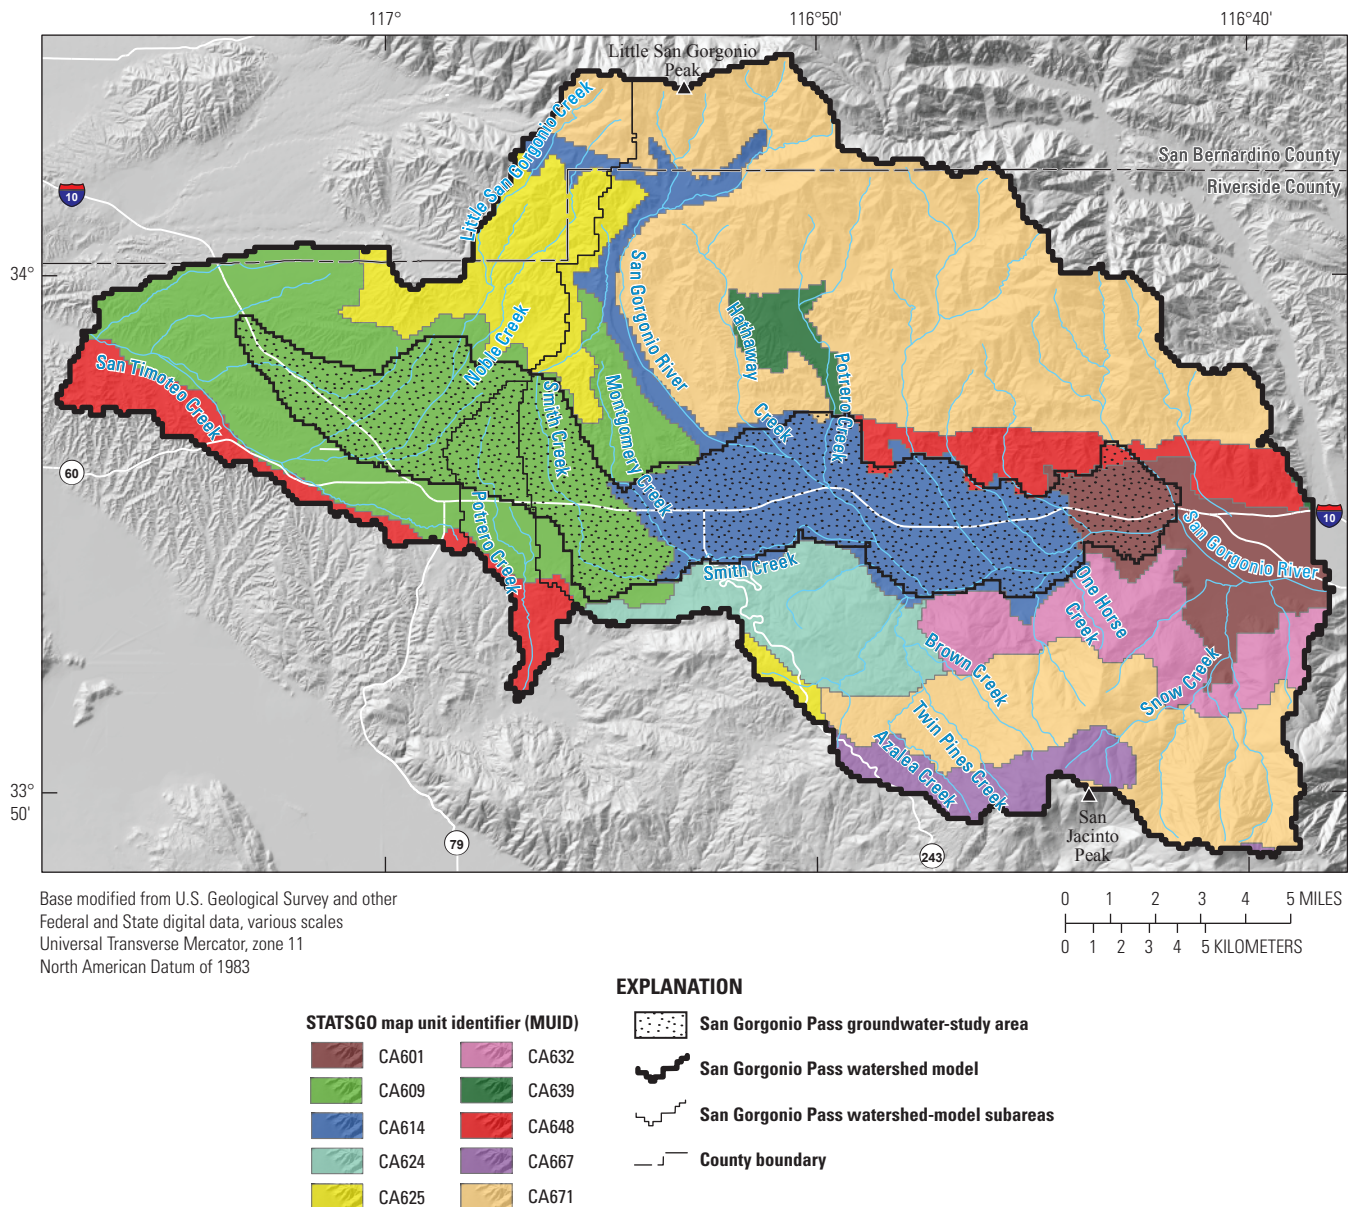 117°
116°50'
116°40'
Little San Gorgonio
Peak
Little San Gorgonio Creek
San Bernardino County
Riverside County
10
34°
San Gorgonio River
Hathaway
Creek
Noble Creek
Potrero Creek
San Timoteo Creek
Smith Creek
Montgomery Creek
60
10
Potrero Creek
San Gorgonio River
Smith Creek
One Horse
Creek
Brown Creek
Snow Creek
Twin Pines Creek
Azalea Creek
33°
50'
San
Jacinto
Peak
79
243
Base modified from U.S. Geological Survey and other
Federal and State digital data, various scales
Universal Transverse Mercator, zone 11
North American Datum of 1983
0 1 2 3 4 5 MILES
0 1 2 3 4 5 KILOMETERS
EXPLANATION
STATSGO map unit identifier (MUID)
CA601
CA609
CA614
CA624
CA625
CA632
CA639
CA648
CA667
CA671
San Gorgonio Pass groundwater-study area
San Gorgonio Pass watershed model
San Gorgonio Pass watershed-model subareas
County boundary